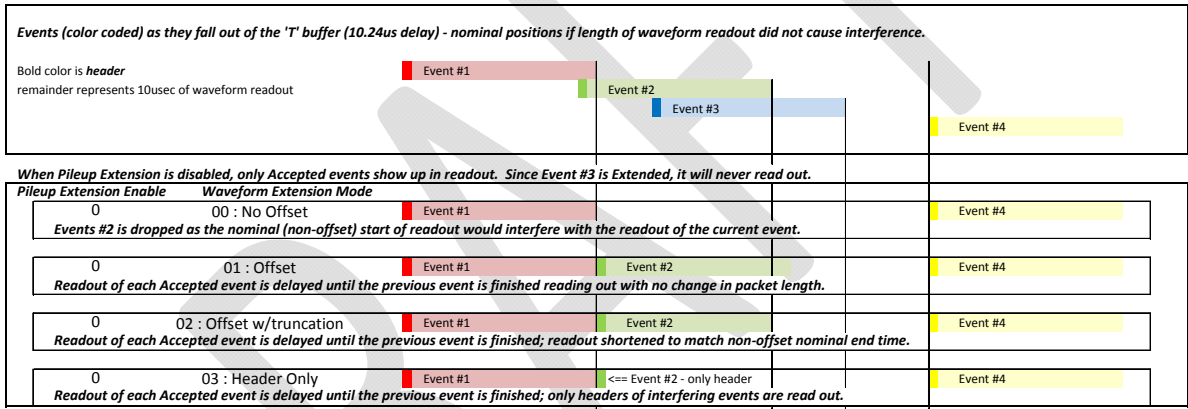 Events (color coded) as they fall out of the 'T' buffer (10.24us delay) - nominal positions if length of waveform readout did not cause interference.
Bold color is header
Event #1
remainder represents 10usec of waveform readout
Event #2
Event #3
Event #4
When Pileup Extension is disabled, only Accepted events show up in readout. Since Event #3 is Extended, it will never read out.
Pileup Extension Enable Waveform Extension Mode
0 00 : No Offset Event #1 Event #4
Events #2 is dropped as the nominal (non-offset) start of readout would interfere with the readout of the current event.
0 01 : Offset Event #1 Event #2 Event #4
Readout of each Accepted event is delayed until the previous event is finished reading out with no change in packet length.
0 02 : Offset w/truncation Event #1 Event #2 Event #4
Readout of each Accepted event is delayed until the previous event is finished; readout shortened to match non-offset nominal end time.
0 03 : Header Only Event #1 <== Event #2 - only header Event #4
Readout of each Accepted event is delayed until the previous event is finished; only headers of interfering events are read out.